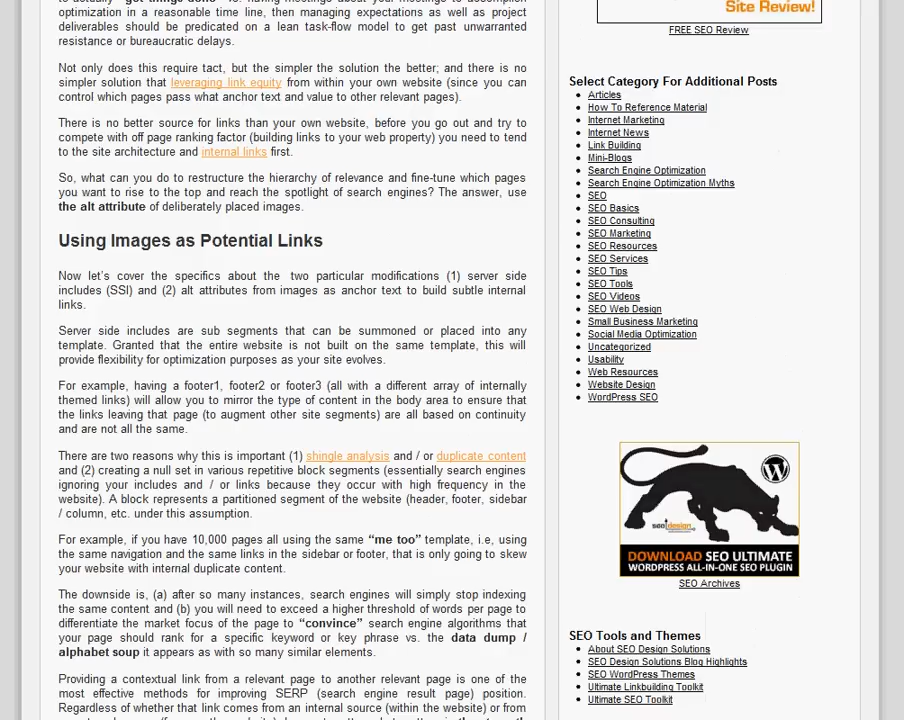 optimization in a reasonable time line, then managing expectations as well as project
deliverables should be predicated on a lean task-flow model to get past unwarranted
resistance or bureaucratic delays.
Not only does this require tact, but the simpler the solution the better; and there is no
simpler solution that leveraging link equity from within your own website (since you can
control which pages pass what anchor text and value to other relevant pages).
There is no better source for links than your own website, before you go out and try to
compete with off page ranking factor (building links to your web property) you need to tend
to the site architecture and internal links first.
So, what can you do to restructure the hierarchy of relevance and fine-tune which pages
you want to rise to the top and reach the spotlight of search engines? The answer, use
the alt attribute of deliberately placed images.
Using Images as Potential Links
Now let's cover the specifics about the two particular modifications (1) server side
includes (SSI) and (2) alt attributes from images as anchor text to build subtle internal
links.
Server side includes are sub segments that can be summoned or placed into any
template. Granted that the entire website is not built on the same template, this will
provide flexibility for optimization purposes as your site evolves.
For example, having a footer1, footer2 or footer3 (all with a different array of internally
themed links) will allow you to mirror the type of content in the body area to ensure that
the links leaving that page (to augment other site segments) are all based on continuity
and are not all the same.
There are two reasons why this is important (1) shingle analysis and / or duplicate content
and (2) creating a null set in various repetitive block segments (essentially search engines
ignoring your includes and / or links because they occur with high frequency in the
website). A block represents a partitioned segment of the website (header, footer, sidebar
/ column, etc. under this assumption.
For example, if you have 10,000 pages all using the same “me too” template, i.e, using
the same navigation and the same links in the sidebar or footer, that is only going to skew
your website with internal duplicate content.
The downside is, (a) after so many instances, search engines will simply stop indexing
the same content and (b) you will need to exceed a higher threshold of words per page to
differentiate the market focus of the page to “convince” search engine algorithms that
your page should rank for a specific keyword or key phrase vs. the data dump /
alphabet soup it appears as with so many similar elements.
Providing a contextual link from a relevant page to another relevant page is one of the
most effective methods for improving SERP (search engine result page) position.
Regardless of whether that link comes from an internal source (within the website) or from
Site Review!
FREE SEO Review
Select Category For Additional Posts
Articles
How To Reference Material
Internet Marketing
Internet News
Link Building
Mini-Blogs
Search Engine Optimization
Search Engine Optimization Myths
SEO
SEO Basics
SEO Consulting
SEO Marketing
SEO Resources
SEO Services
SEO Tips
SEO Tools
SEO Videos
SEO Web Design
Small Business Marketing
Social Media Optimization
Uncategorized
Usability
Web Resources
Website Design
WordPress SEO
seo design
DOWNLOAD SEO ULTIMATE
WORDPRESS ALL-IN-ONE SEO PLUGIN
SEO Archives
SEO Tools and Themes
About SEO Design Solutions
SEO Design Solutions Blog Highlights
SEO WordPress Themes
Ultimate Linkbuilding Toolkit
Ultimate SEO Toolkit